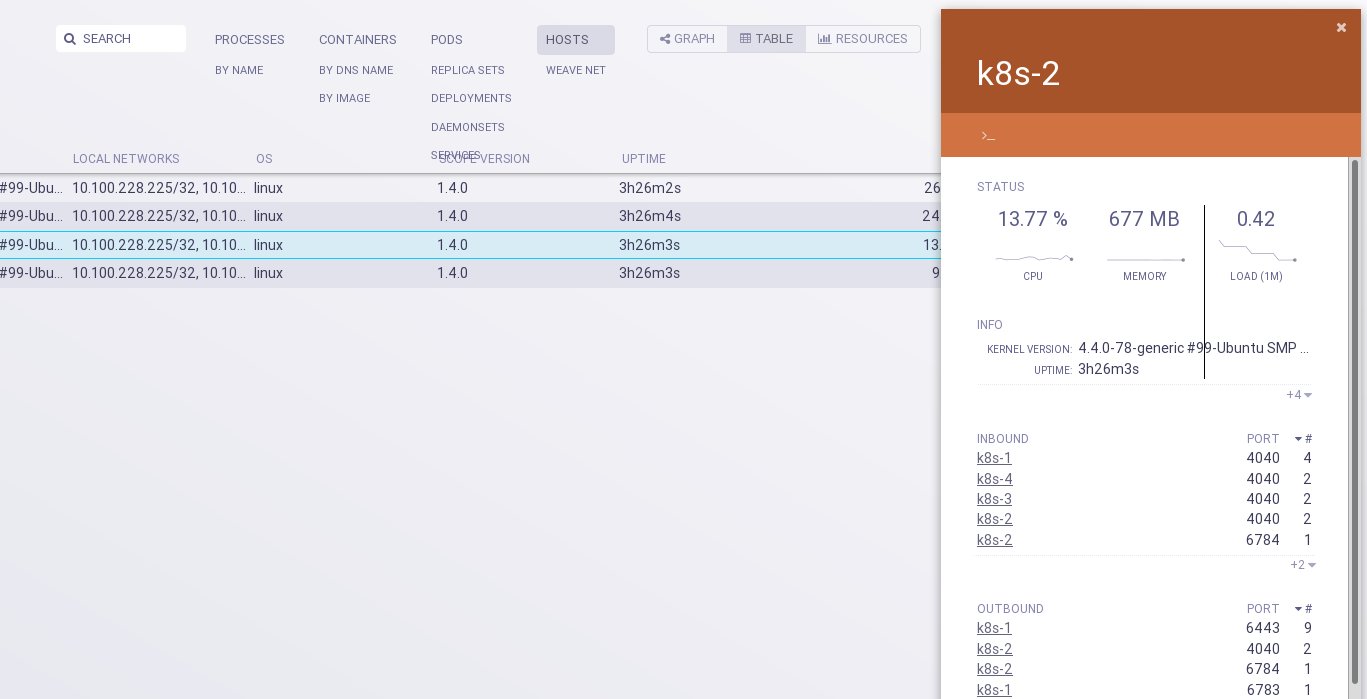 SEARCH
PROCESSES CONTAINERS PODS HOSTS GRAPH TABLE RESOURCES
BY NAME BY DNS NAME REPLICA SETS WEAVE NET
BY IMAGE DEPLOYMENTS
DAEMONSETS
SERVICES
LOCAL NETWORKS OS SCOPE VERSION UPTIME
#99-Ubu... 10.100.228.225/32, 10.10... linux 1.4.0 3h26m2s 26
#99-Ubu... 10.100.228.225/32, 10.10... linux 1.4.0 3h26m4s 24
#99-Ubu... 10.100.228.225/32, 10.10... linux 1.4.0 3h26m3s 13.
#99-Ubu... 10.100.228.225/32, 10.10... linux 1.4.0 3h26m3s 9
k8s-2
>_
STATUS
13.77 % 677 MB 0.42
CPU MEMORY LOAD (1M)
INFO
KERNEL VERSION: 4.4.0-78-generic #99-Ubuntu SMP ...
UPTIME: 3h26m3s
+4
INBOUND PORT #
k8s-1 4040 4
k8s-4 4040 2
k8s-3 4040 2
k8s-2 4040 2
k8s-2 6784 1
+2
OUTBOUND PORT #
k8s-1 6443 9
k8s-2 4040 2
k8s-2 6784 1
k8s-1 6783 1